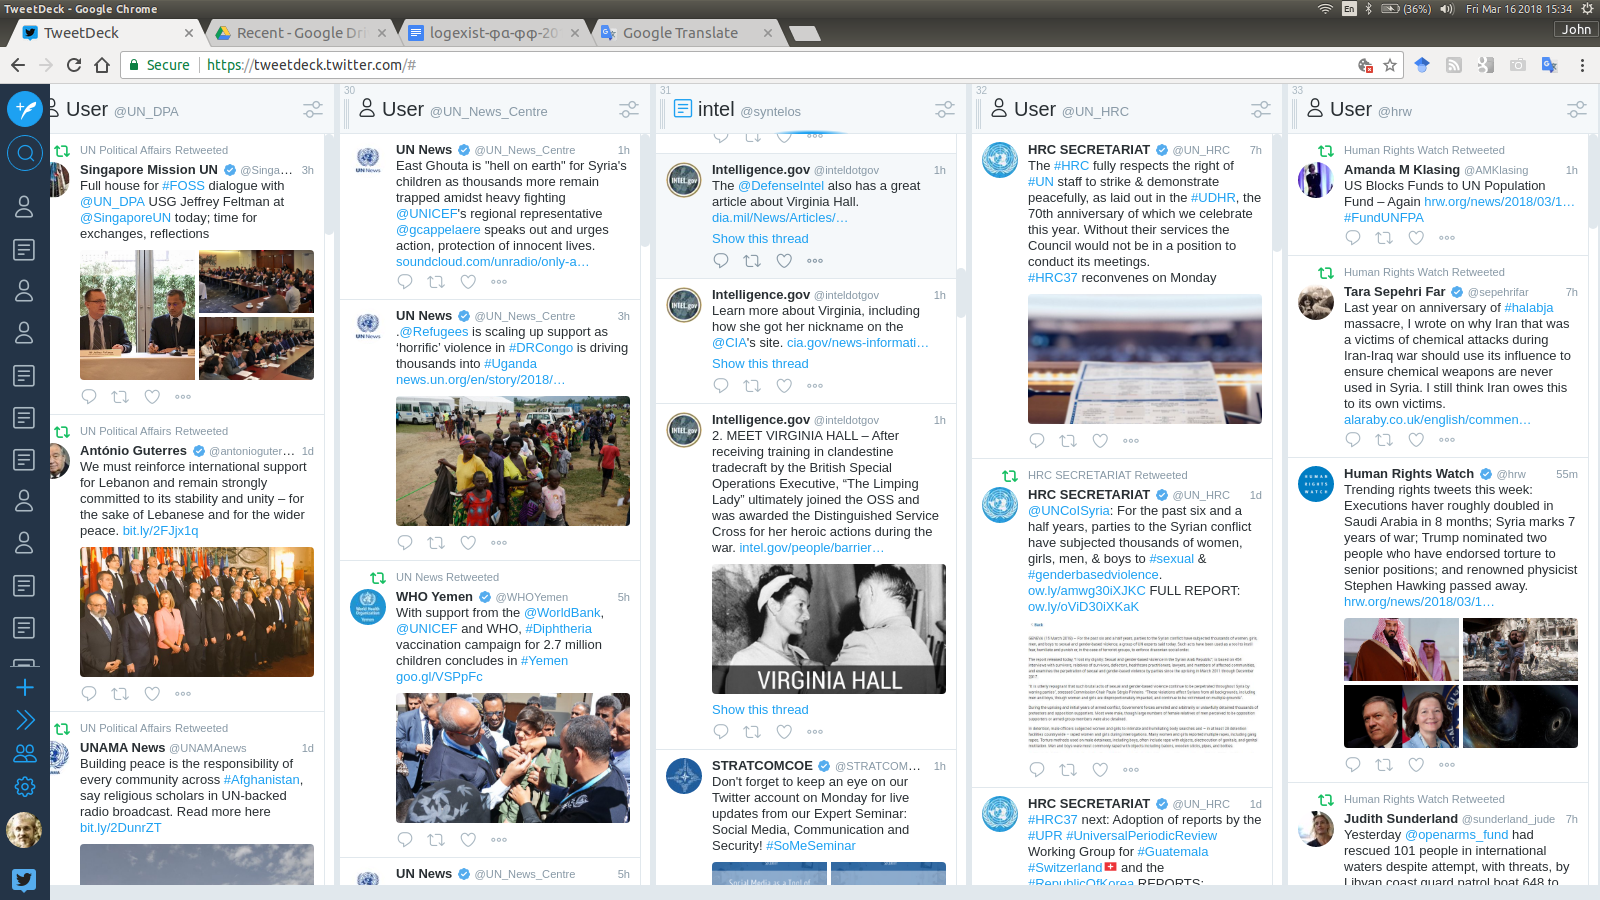 TweetDeck - Google Chrome
En
(36%)
Fri Mar 16 2018 15:34
TweetDeck
Recent - Google Dri
logexist-φα-φφ-20
Google Translate
John
Secure
https://tweetdeck.twitter.com/#
User @UN_DPA
UN Political Affairs Retweeted
Singapore Mission UN @Singa... 3h
Full house for #FOSS dialogue with
@UN_DPA USG Jeffrey Feltman at
@SingaporeUN today; time for
exchanges, reflections
UN Political Affairs Retweeted
António Guterres @antonioguter... 1d
We must reinforce international support
for Lebanon and remain strongly
committed to its stability and unity – for
the sake of Lebanese and for the wider
peace. bit.ly/2FJjx1q
UN Political Affairs Retweeted
UNAMA News @UNAMAnews 1d
Building peace is the responsibility
of every community across #Afghanistan,
say religious scholars in UN-backed
radio broadcast. Read more here
bit.ly/2DunrZT
30
User @UN_News_Centre
UN News @UN_News_Centre 1h
East Ghouta is "hell on earth" for Syria's
children as thousands more remain
trapped amidst heavy fighting
@UNICEF's regional representative
@gcappelaere speaks out and urges
action, protection of innocent lives.
soundcloud.com/unradio/only-a…
UN News @UN_News_Centre 3h
.@Refugees is scaling up support as
‘horrific’ violence in #DRCongo is driving
thousands into #Uganda
news.un.org/en/story/2018/…
UN News Retweeted
WHO Yemen @WHOYemen 5h
With support from the @WorldBank,
@UNICEF and WHO, #Diphtheria
vaccination campaign for 2.7 million
children concludes in #Yemen
goo.gl/VSPpFc
UN News @UN_News_Centre 5h
31
intel @syntelos
Intelligence.gov @inteldotgov 1h
The @DefenseIntel also has a great
article about Virginia Hall.
dia.mil/News/Articles/…
Show this thread
Intelligence.gov @inteldotgov 1h
Learn more about Virginia, including
how she got her nickname on the
@CIA's site. cia.gov/news-informati…
Show this thread
Intelligence.gov @inteldotgov 1h
2. MEET VIRGINIA HALL – After
receiving training in clandestine
tradecraft by the British Special
Operations Executive, “The Limping
Lady” ultimately joined the OSS and
was awarded the Distinguished Service
Cross for her heroic actions during the
war. intel.gov/people/barrier…
VIRGINIA HALL
Show this thread
STRATCOMCOE @STRATCOM... 1h
Don't forget to keep an eye on our
Twitter account on Monday for live
updates from our Expert Seminar:
Social Media, Communication and
Security! #SoMeSeminar
Social Media as a Tool of
32
User @UN_HRC
HRC SECRETARIAT @UN_HRC 7h
The #HRC fully respects the right of
#UN staff to strike & demonstrate
peacefully, as laid out in the #UDHR, the
70th anniversary of which we celebrate
this year. Without their services the
Council would not be in a position to
conduct its meetings.
#HRC37 reconvenes on Monday
HRC SECRETARIAT Retweeted
HRC SECRETARIAT @UN_HRC 1d
@UNCoISyria: For the past six and a
half years, parties to the Syrian conflict
have subjected thousands of women,
girls, men, & boys to #sexual &
#genderbasedviolence.
ow.ly/amwg30iXJKC FULL REPORT:
ow.ly/oViD30iXKaK
HRC SECRETARIAT @UN_HRC 1d
#HRC37 next: Adoption of reports by the
#UPR #UniversalPeriodicReview
Working Group for #Guatemala
#Switzerland and the
#RepublicOfKorea REPORTS:
33
User @hrw
Human Rights Watch Retweeted
Amanda M Klasing @AMKlasing 1h
US Blocks Funds to UN Population
Fund – Again hrw.org/news/2018/03/1…
#FundUNFPA
Human Rights Watch Retweeted
Tara Sepehri Far @sepehrifar 7h
Last year on anniversary of #halabja
massacre, I wrote on why Iran that was
a victims of chemical attacks during
Iran-Iraq war should use its influence to
ensure chemical weapons are never
used in Syria. I still think Iran owes this
to its own victims.
alaraby.co.uk/english/commen…
Human Rights Watch @hrw 55m
Trending rights tweets this week:
Executions haver roughly doubled in
Saudi Arabia in 8 months; Syria marks 7
years of war; Trump nominated two
people who have endorsed torture to
senior positions; and renowned physicist
Stephen Hawking passed away.
hrw.org/news/2018/03/1…
Human Rights Watch Retweeted
Judith Sunderland @sunderland_jude 7h
Yesterday @openarms_fund had
rescued 101 people in international
waters despite attempt, with threats, by
Libyan coast guard patrol boat 648 to